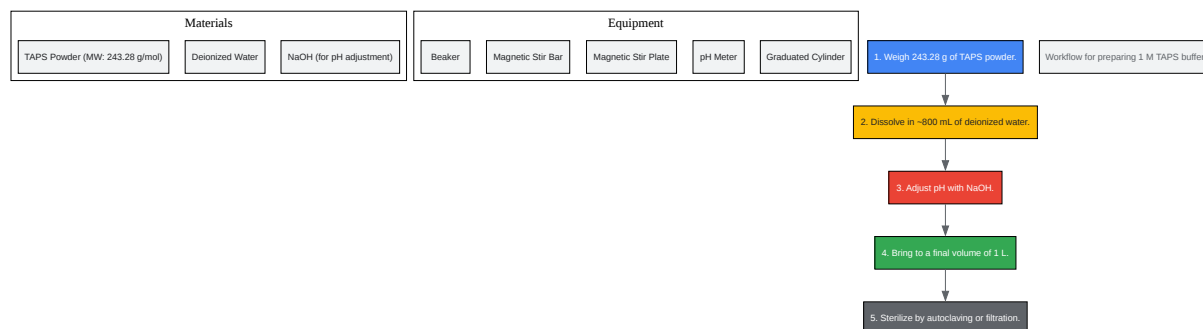 Materials
TAPS Powder (MW: 243.28 g/mol)
Deionized Water
NaOH (for pH adjustment)
Equipment
Beaker
Magnetic Stir Bar
Magnetic Stir Plate
pH Meter
Graduated Cylinder
1. Weigh 243.28 g of TAPS powder.
2. Dissolve in ~800 mL of deionized water.
3. Adjust pH with NaOH.
4. Bring to a final volume of 1 L.
5. Sterilize by autoclaving or filtration.
Workflow for preparing 1 M TAPS buffer